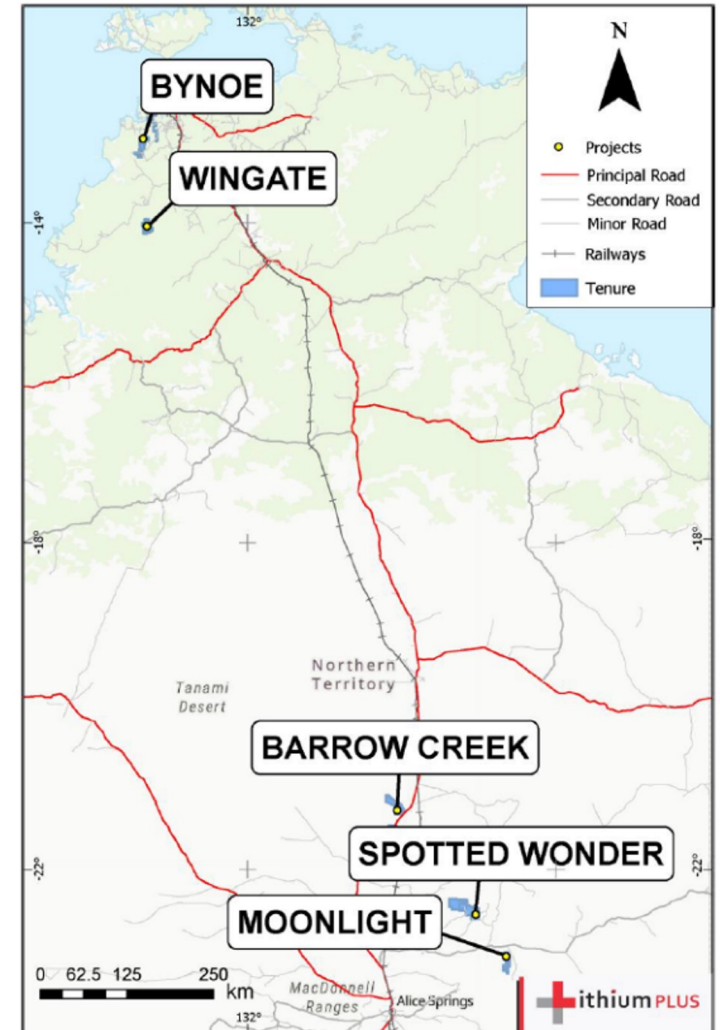 132°
N
BYNOE
Projects
WINGATE
Principal Road
Secondary Road
Minor Road
-14°
Railways
Tenure
-18°
-18°
Northern
Territory
Tanami
Desert
BARROW CREEK
SPOTTED WONDER
-22°
-22°
MOONLIGHT
0 62.5 125 250
km
MacDonnell
Ranges
Alice Springs
132°
Lithium PLUS